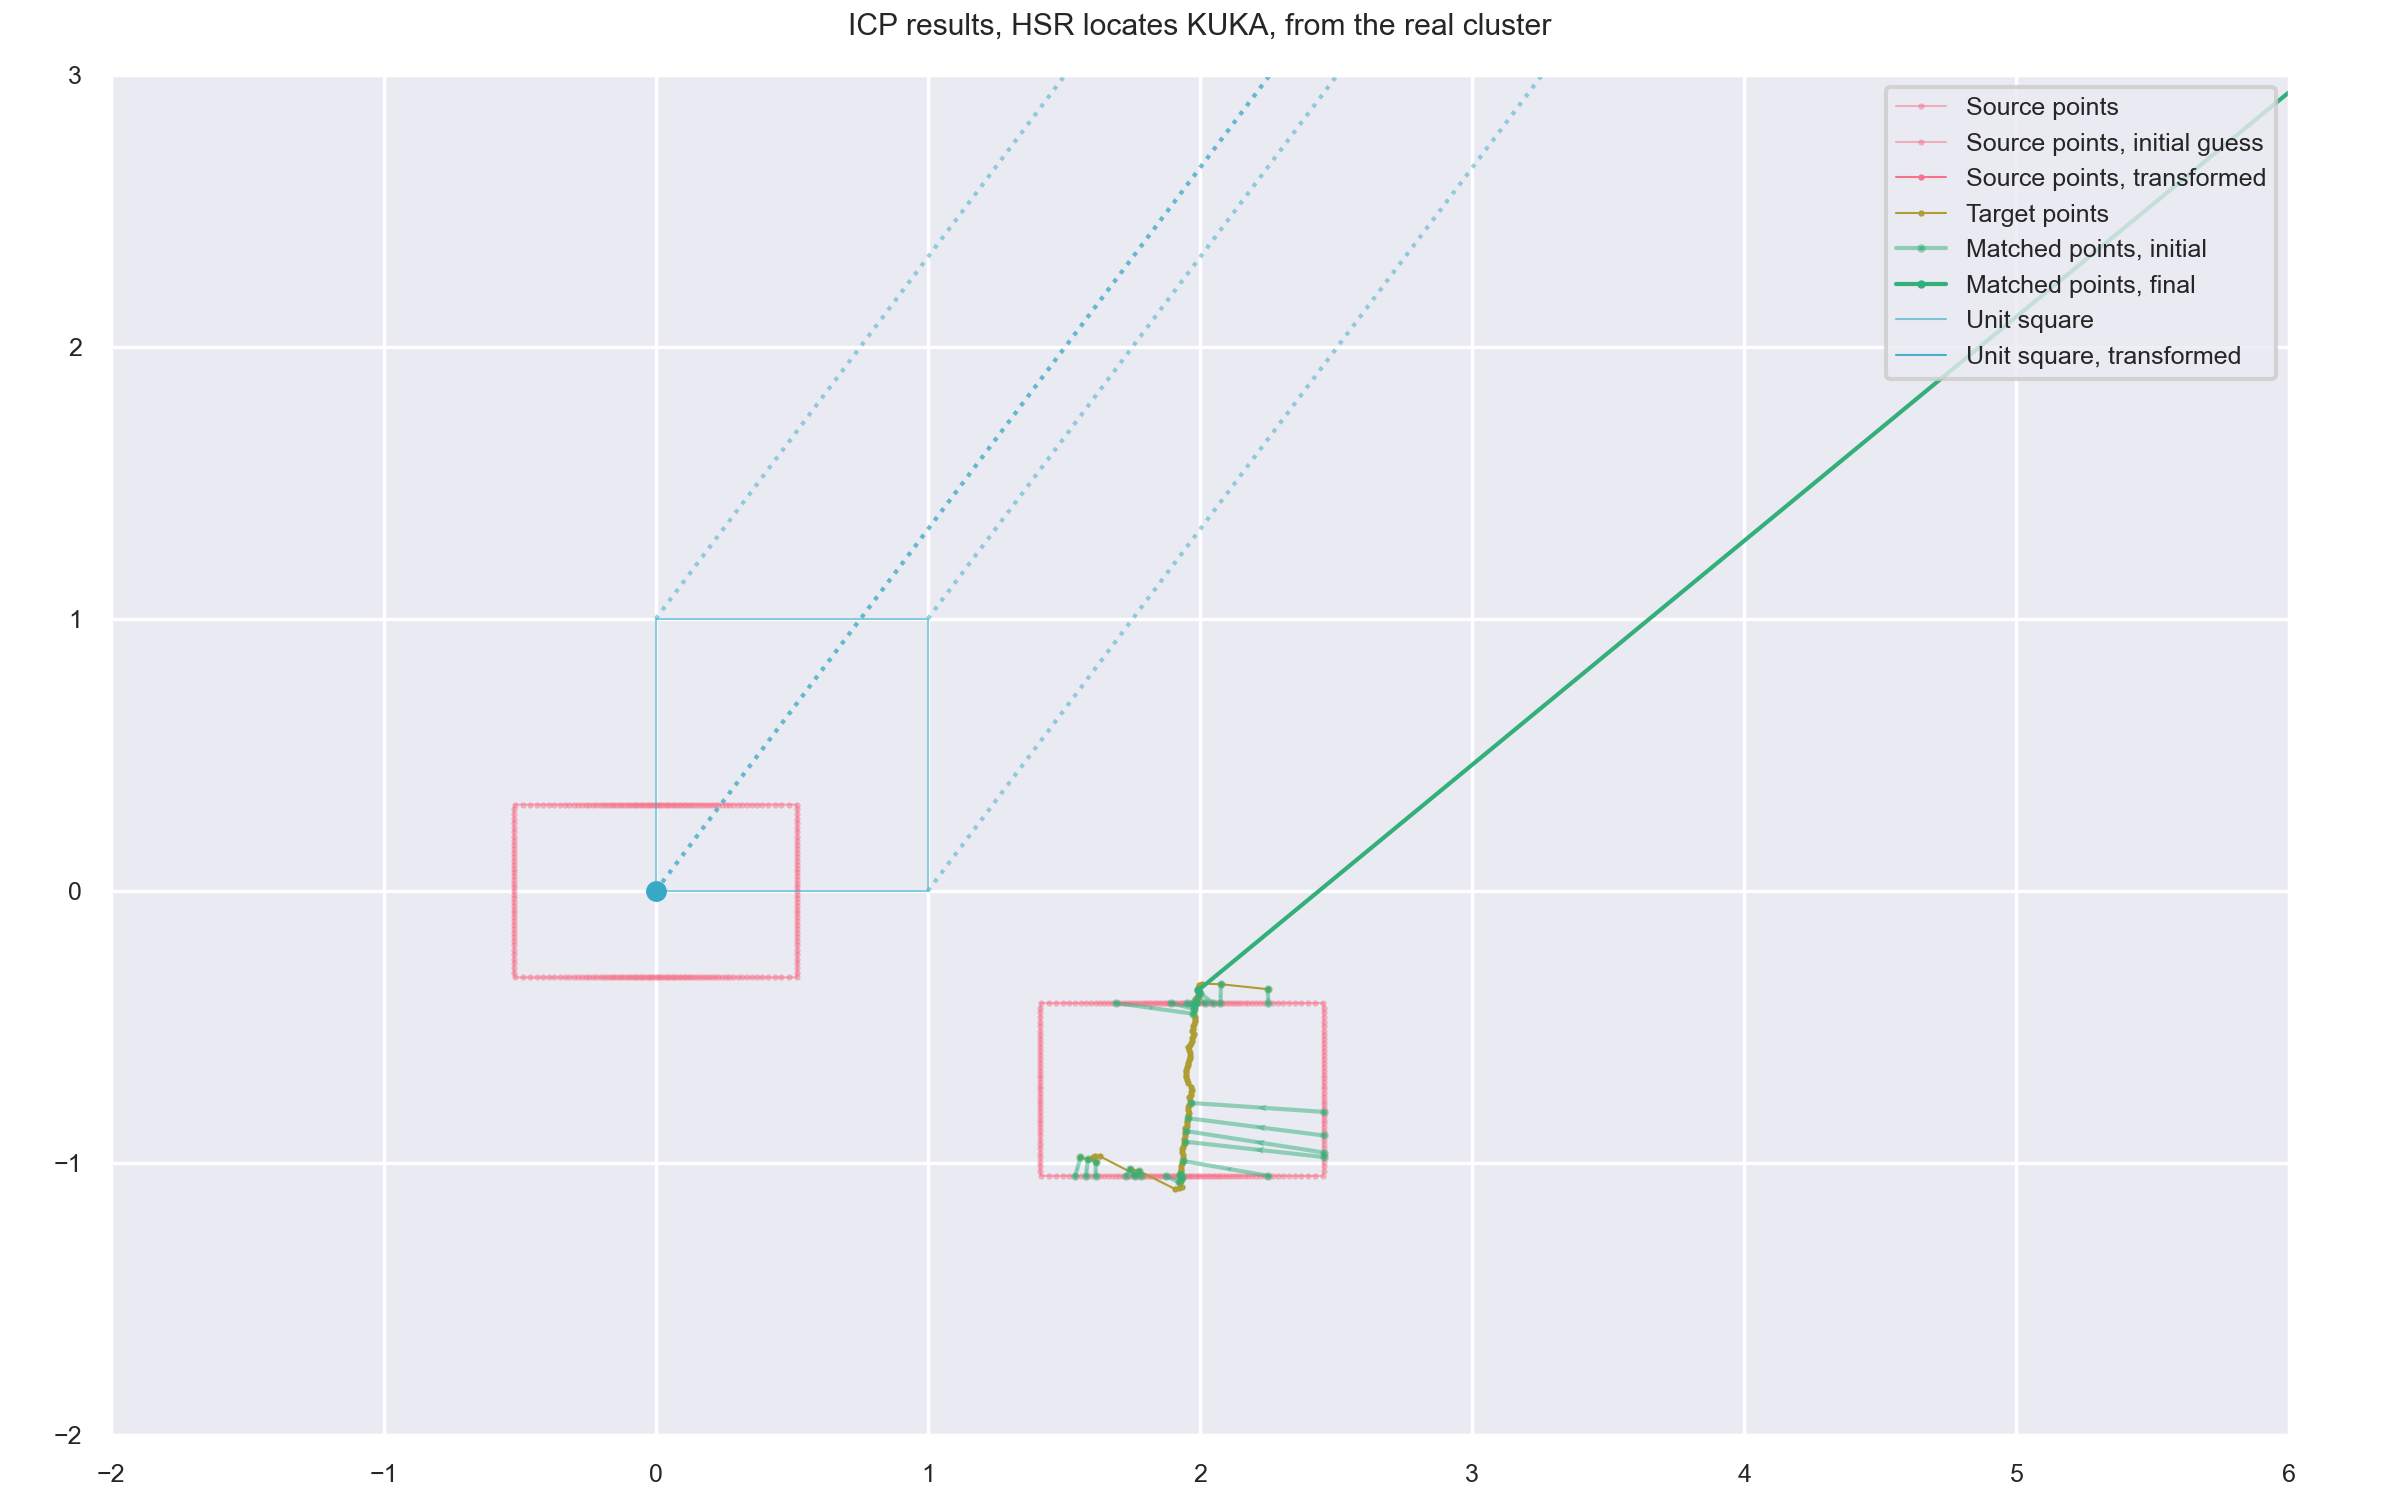 ICP results, HSR locates KUKA, from the real cluster
3
2
1
0
−1
−2
−2
−1
0
1
2
3
4
5
6
Source points
Source points, initial guess
Source points, transformed
Target points
Matched points, initial
Matched points, final
Unit square
Unit square, transformed